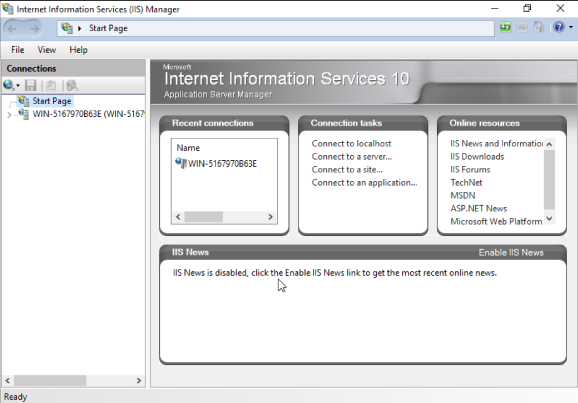 Internet Information Services (IIS) Manager
Start Page
File View Help
Connections
Start Page
WIN-5167970B63E (WIN-5167
Microsoft
Internet Information Services 10
Application Server Manager
Recent connections
Name
WIN-5167970B63E
Connection tasks
Connect to localhost
Connect to a server...
Connect to a site...
Connect to an application...
Online resources
IIS News and Information
IIS Downloads
IIS Forums
TechNet
MSDN
ASP.NET News
Microsoft Web Platform
IIS News
Enable IIS News
IIS News is disabled, click the Enable IIS News link to get the most recent online news.
Ready